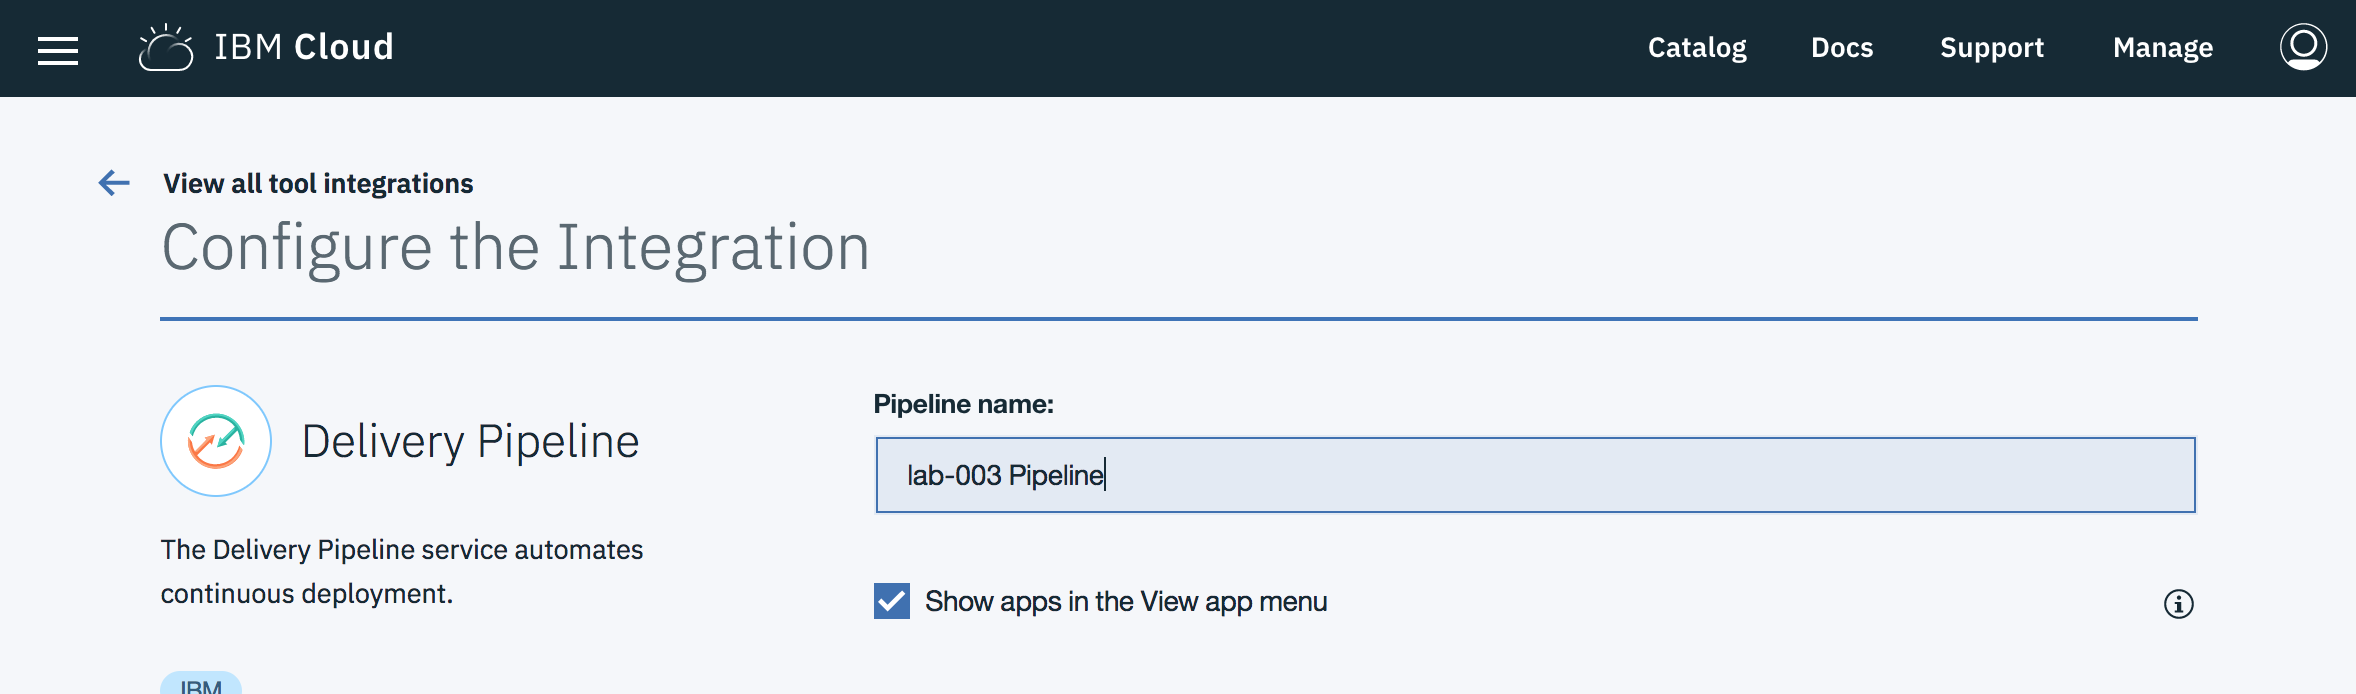 IBM Cloud
Catalog
Docs
Support
Manage
View all tool integrations
Configure the Integration
Delivery Pipeline
The Delivery Pipeline service automates
continuous deployment.
IBM
Pipeline name:
lab-003 Pipeline
Show apps in the View app menu